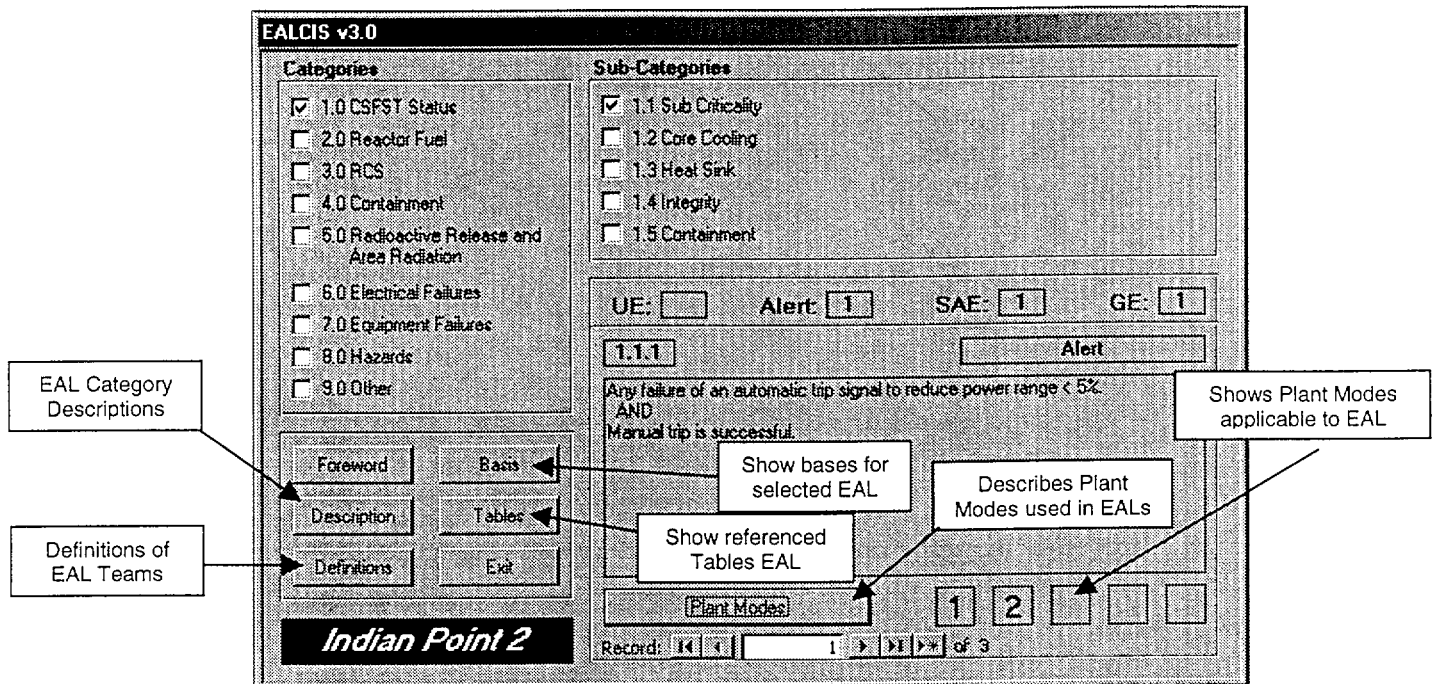 EALCIS v3.0
Categories
1.0 CSFST Status
2.0 Reactor Fuel
3.0 RCS
4.0 Containment
5.0 Radioactive Release and
Area Radiation
6.0 Electrical Failures
7.0 Equipment Failures
8.0 Hazards
9.0 Other
Sub-Categories
1.1 Sub Criticality
1.2 Core Cooling
1.3 Heat Sink
1.4 Integrity
1.5 Containment
UE: Alert: 1 SAE: 1 GE: 1
1.1.1 Alert
Any failure of an automatic trip signal to reduce power range < 5%.
AND
Manual trip is successful.
EAL Category
Descriptions
Definitions of
EAL Teams
Foreword Basis
Description Tables
Definitions Exit
Show bases for
selected EAL
Show referenced
Tables EAL
Describes Plant
Modes used in EALs
Shows Plant Modes
applicable to EAL
Plant Modes 1 2
Indian Point 2
Record: 1 of 3